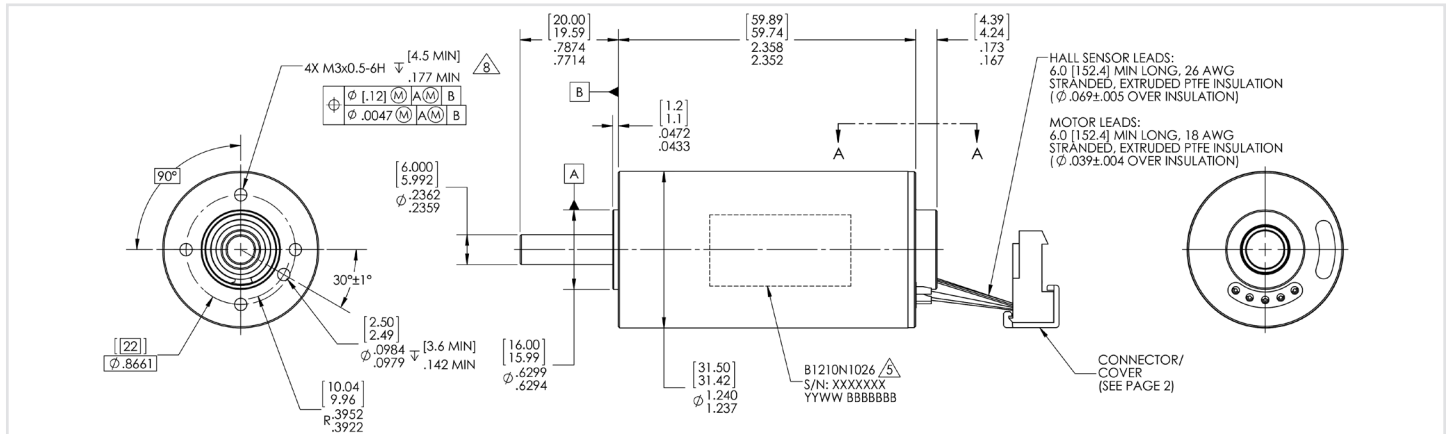 4X M3x0.5-6H ↧ [4.5 MIN]
.177 MIN
8
⌖ ⌀ [.12] Ⓜ A Ⓜ B
⌀ .0047 Ⓜ A Ⓜ B
90°
30°±1°
[22]
⌀.8661
[2.50]
[2.49]
⌀ .0984 ↧ [3.6 MIN]
.0979 .142 MIN
[10.04]
[9.96]
R .3952
.3922
[20.00]
[19.59]
.7874
.7714
B
[1.2]
[1.1]
.0472
.0433
[6.000]
[5.992]
⌀ .2362
.2359
A
[16.00]
[15.99]
⌀ .6299
.6294
[59.89]
[59.74]
2.358
2.352
[4.39]
[4.24]
.173
.167
A A
[31.50]
[31.42]
⌀ 1.240
1.237
B1210N1026 5
S/N: XXXXXXX
YYWW BBBBBBB
HALL SENSOR LEADS:
6.0 [152.4] MIN LONG, 26 AWG
STRANDED, EXTRUDED PTFE INSULATION
(⌀.069±.005 OVER INSULATION)
MOTOR LEADS:
6.0 [152.4] MIN LONG, 18 AWG
STRANDED, EXTRUDED PTFE INSULATION
(⌀.039±.004 OVER INSULATION)
CONNECTOR/
COVER
(SEE PAGE 2)